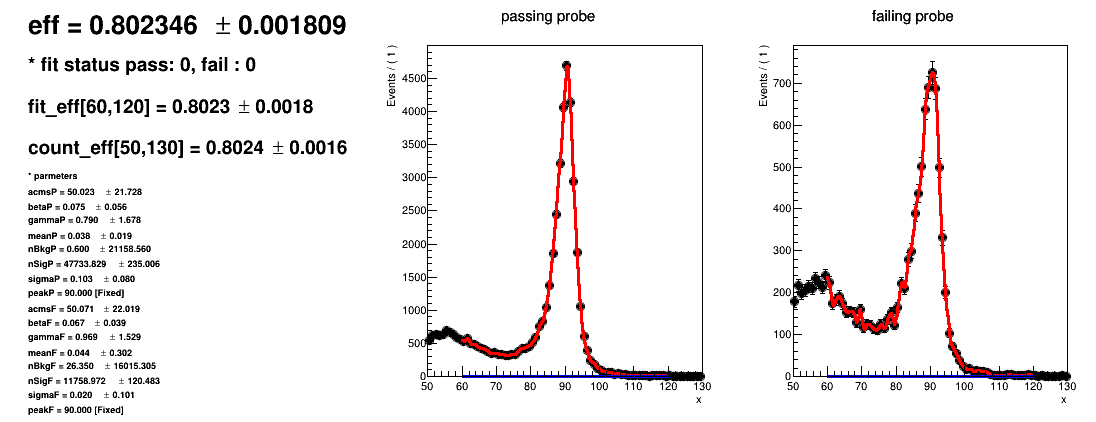 eff = 0.802346 ± 0.001809
* fit status pass: 0, fail : 0
fit_eff[60,120] = 0.8023 ± 0.0018
count_eff[50,130] = 0.8024 ± 0.0016
* parmeters
acmsP = 50.023 ± 21.728
betaP = 0.075 ± 0.056
gammaP = 0.790 ± 1.678
meanP = 0.038 ± 0.019
nBkgP = 0.600 ± 21158.560
nSigP = 47733.829 ± 235.006
sigmaP = 0.103 ± 0.080
peakP = 90.000 [Fixed]
acmsF = 50.071 ± 22.019
betaF = 0.067 ± 0.039
gammaF = 0.969 ± 1.529
meanF = 0.044 ± 0.302
nBkgF = 26.350 ± 16015.305
nSigF = 11758.972 ± 120.483
sigmaF = 0.020 ± 0.101
peakF = 90.000 [Fixed]
passing probe
Events / ( 1 )
4500
4000
3500
3000
2500
2000
1500
1000
500
0
50 60 70 80 90 100 110 120 130
x
failing probe
Events / ( 1 )
700
600
500
400
300
200
100
0
50 60 70 80 90 100 110 120 130
x